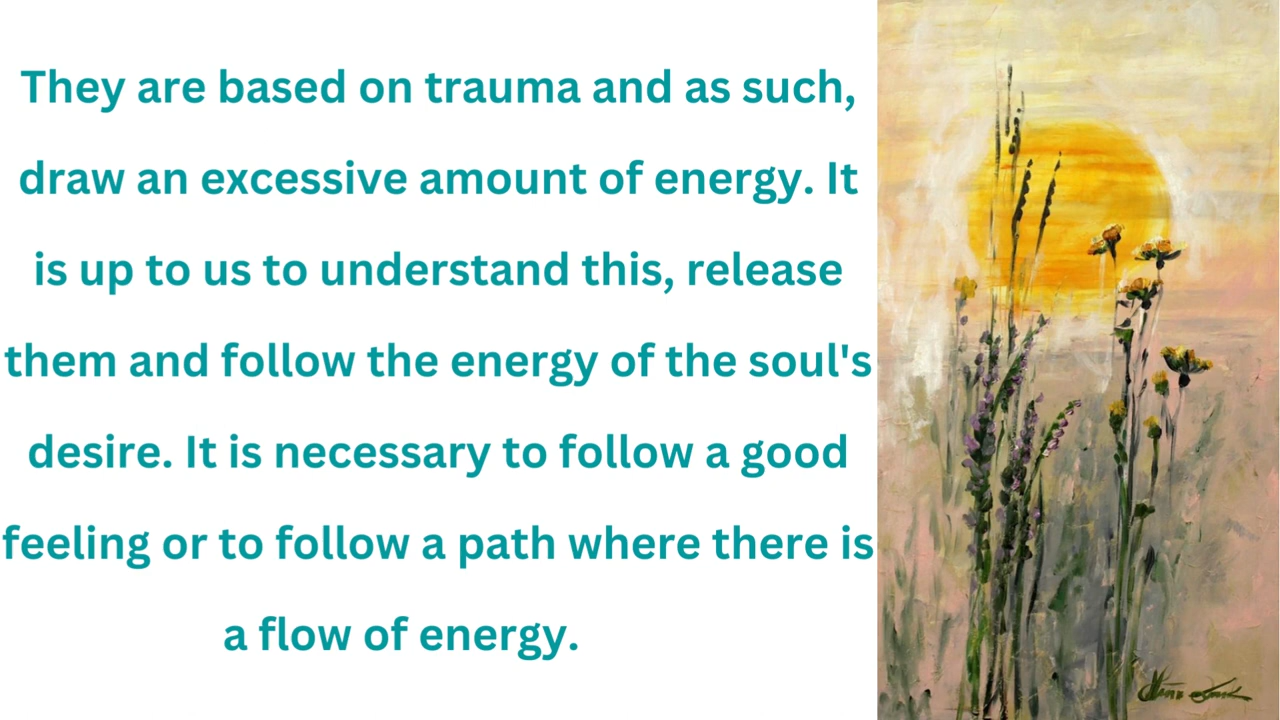 They are based on trauma and as such,
draw an excessive amount of energy. It
is up to us to understand this, release
them and follow the energy of the soul's
desire. It is necessary to follow a good
feeling or to follow a path where there is
a flow of energy.